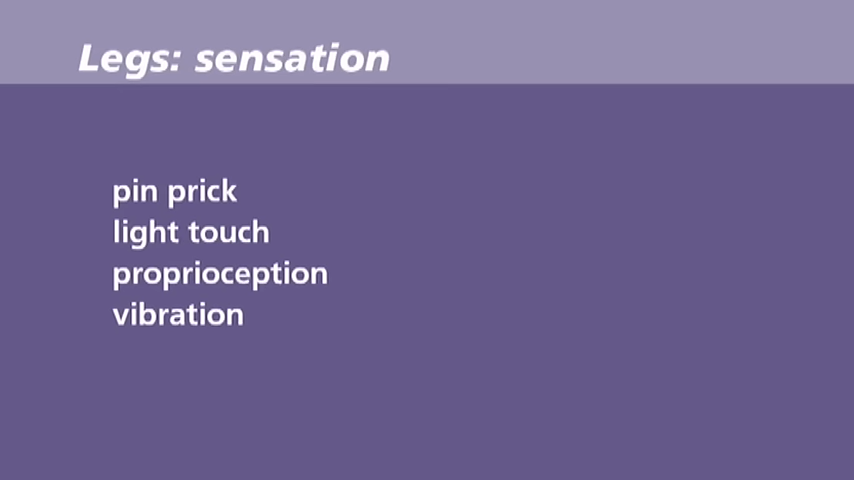 Legs: sensation
pin prick
light touch
proprioception
vibration